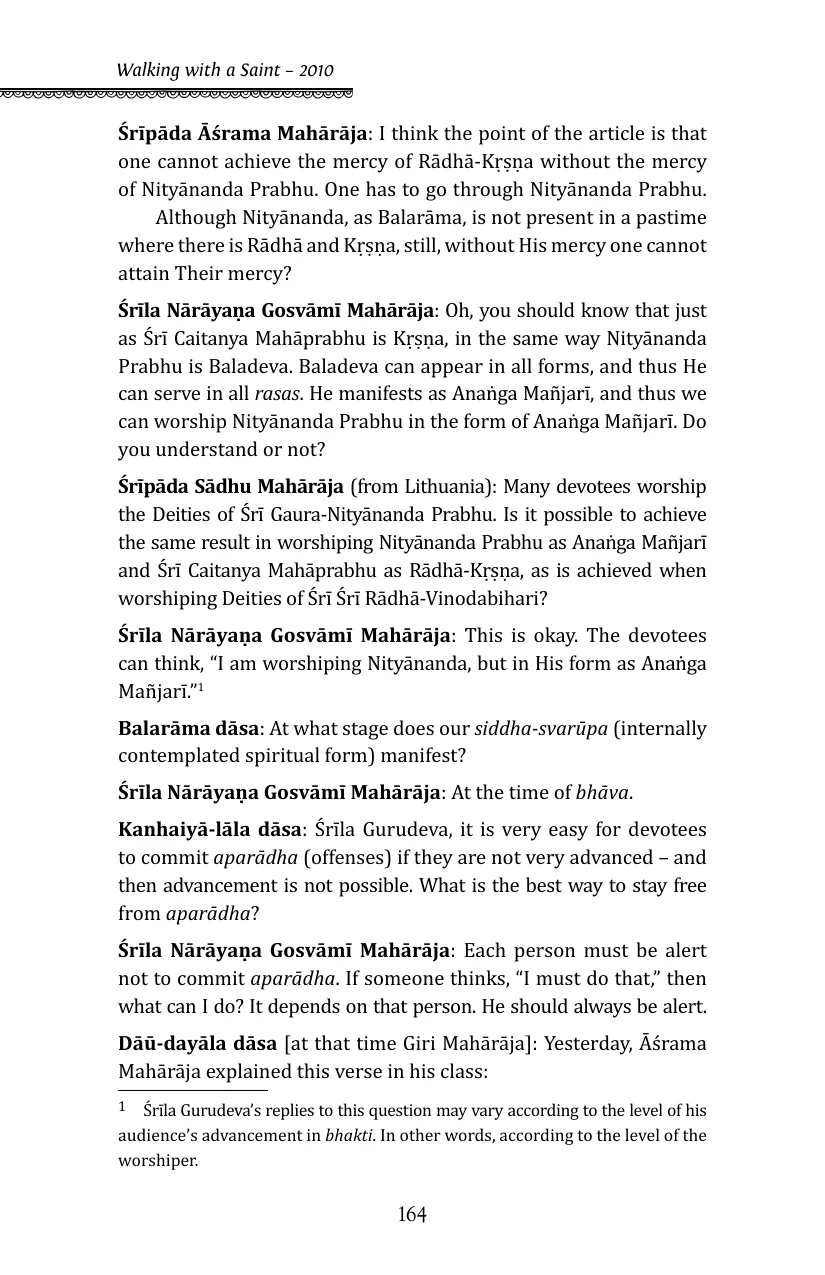 Walking with a Saint – 2010
Śrīpāda Āśrama Mahārāja: I think the point of the article is that
one cannot achieve the mercy of Rādhā-Kṛṣṇa without the mercy
of Nityānanda Prabhu. One has to go through Nityānanda Prabhu.
Although Nityānanda, as Balarāma, is not present in a pastime
where there is Rādhā and Kṛṣṇa, still, without His mercy one cannot
attain Their mercy?
Śrīla Nārāyaṇa Gosvāmī Mahārāja: Oh, you should know that just
as Śrī Caitanya Mahāprabhu is Kṛṣṇa, in the same way Nityānanda
Prabhu is Baladeva. Baladeva can appear in all forms, and thus He
can serve in all rasas. He manifests as Anaṅga Mañjarī, and thus we
can worship Nityānanda Prabhu in the form of Anaṅga Mañjarī. Do
you understand or not?
Śrīpāda Sādhu Mahārāja (from Lithuania): Many devotees worship
the Deities of Śrī Gaura-Nityānanda Prabhu. Is it possible to achieve
the same result in worshiping Nityānanda Prabhu as Anaṅga Mañjarī
and Śrī Caitanya Mahāprabhu as Rādhā-Kṛṣṇa, as is achieved when
worshiping Deities of Śrī Śrī Rādhā-Vinodabihari?
Śrīla Nārāyaṇa Gosvāmī Mahārāja: This is okay. The devotees
can think, “I am worshiping Nityānanda, but in His form as Anaṅga
Mañjarī.”1
Balarāma dāsa: At what stage does our siddha-svarūpa (internally
contemplated spiritual form) manifest?
Śrīla Nārāyaṇa Gosvāmī Mahārāja: At the time of bhāva.
Kanhaiyā-lāla dāsa: Śrīla Gurudeva, it is very easy for devotees
to commit aparādha (offenses) if they are not very advanced – and
then advancement is not possible. What is the best way to stay free
from aparādha?
Śrīla Nārāyaṇa Gosvāmī Mahārāja: Each person must be alert
not to commit aparādha. If someone thinks, “I must do that,” then
what can I do? It depends on that person. He should always be alert.
Dāū-dayāla dāsa [at that time Giri Mahārāja]: Yesterday, Āśrama
Mahārāja explained this verse in his class:
1 Śrīla Gurudeva’s replies to this question may vary according to the level of his
audience’s advancement in bhakti. In other words, according to the level of the
worshiper.
164